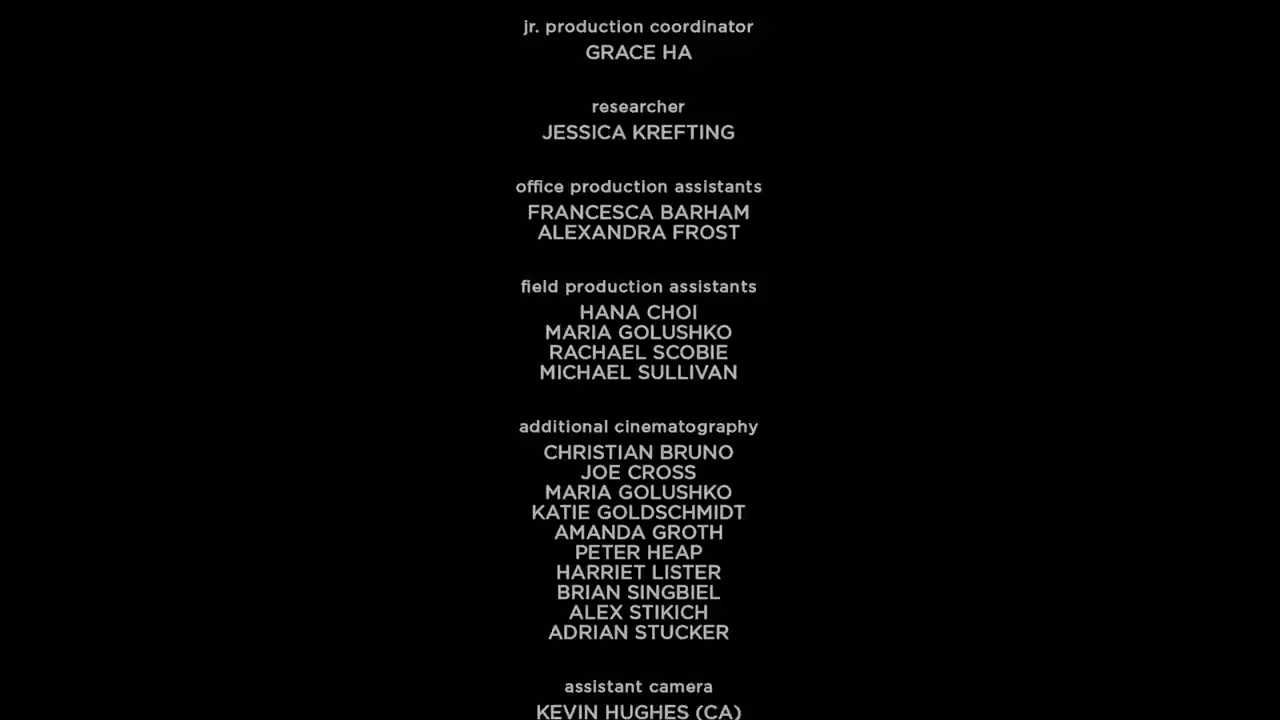 jr. production coordinator
GRACE HA
researcher
JESSICA KREFTING
office production assistants
FRANCESCA BARHAM
ALEXANDRA FROST
field production assistants
HANA CHOI
MARIA GOLUSHKO
RACHAEL SCOBIE
MICHAEL SULLIVAN
additional cinematography
CHRISTIAN BRUNO
JOE CROSS
MARIA GOLUSHKO
KATIE GOLDSCHMIDT
AMANDA GROTH
PETER HEAP
HARRIET LISTER
BRIAN SINGBIEL
ALEX STIKICH
ADRIAN STUCKER
assistant camera
KEVIN HUGHES (CA)